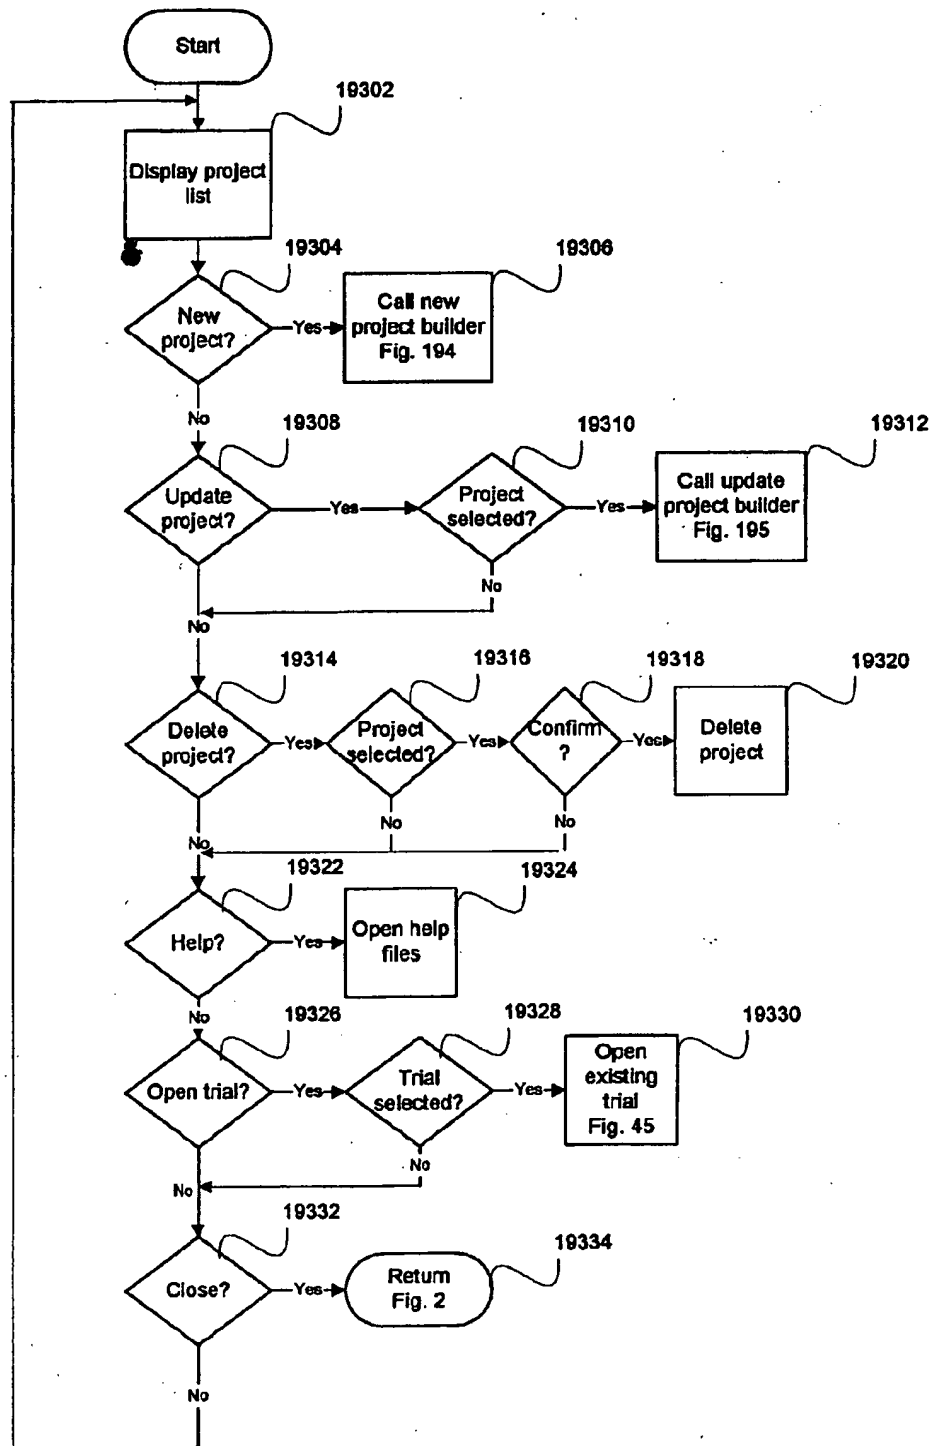 Start
19302
Display project
list
19304
New
project?
Yes
19306
Call new
project builder
Fig. 194
No
19308
Update
project?
Yes
19310
Project
selected?
Yes
19312
Call update
project builder
Fig. 195
No
No
19314
Delete
project?
Yes
19316
Project
selected?
Yes
19318
Confirm
?
Yes
19320
Delete
project
No
No
No
19322
Help?
Yes
19324
Open help
files
No
19326
Open trial?
Yes
19328
Trial
selected?
Yes
19330
Open
existing
trial
Fig. 45
No
No
19332
Close?
Yes
19334
Return
Fig. 2
No